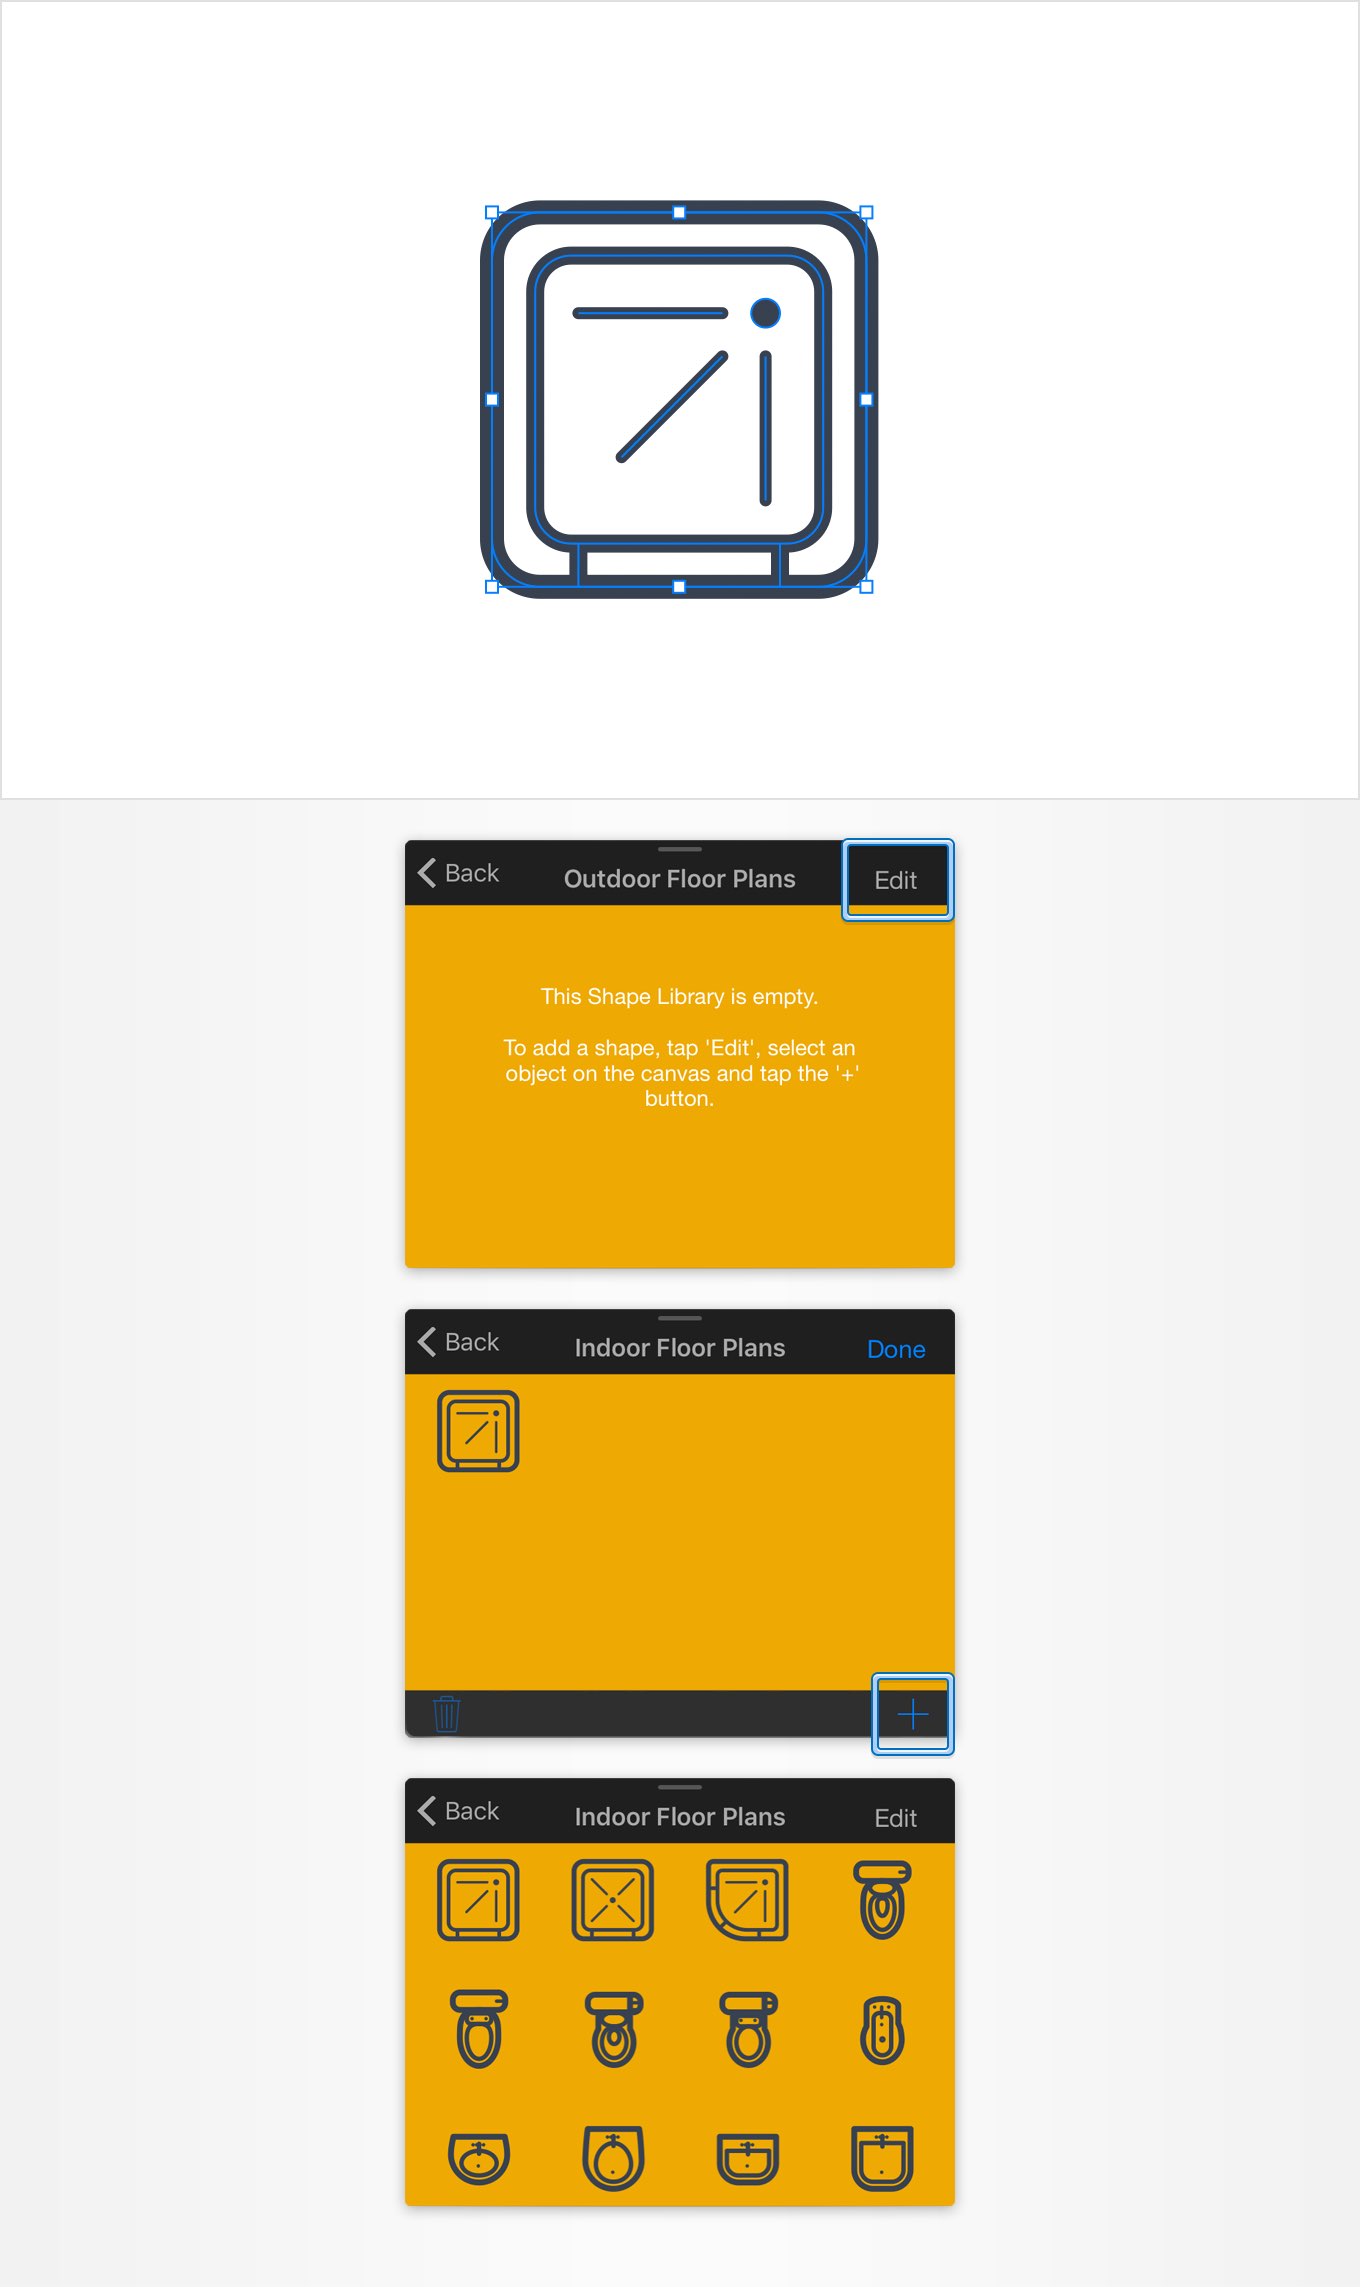 Back
Outdoor Floor Plans
Edit
This Shape Library is empty.
To add a shape, tap 'Edit', select an
object on the canvas and tap the '+'
button.
Back
Indoor Floor Plans
Done
Back
Indoor Floor Plans
Edit